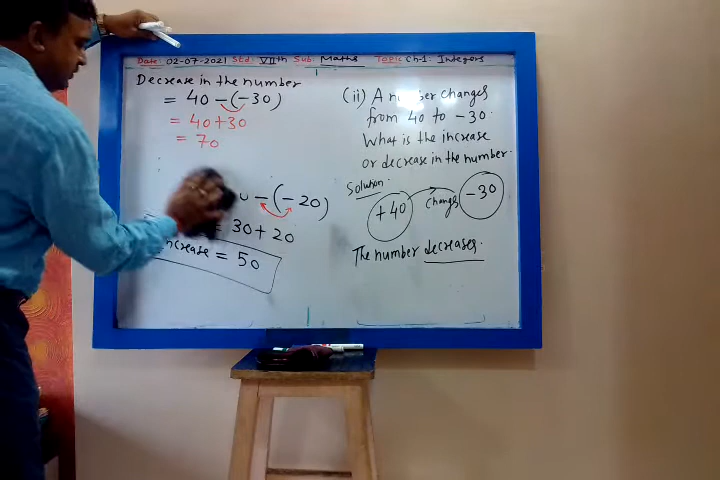 Date: 02-07-2021 Std: VIIth Sub: Maths Topic Ch-1: Integers
Decrease in the number
= 40 - (-30)
= 40 + 30
= 70
0 - (-20)
= 30 + 20
increase = 50
(ii) A number changes
from 40 to -30.
What is the increase
or decrease in the number.
Solution
+40 changes -30
The number decreases.